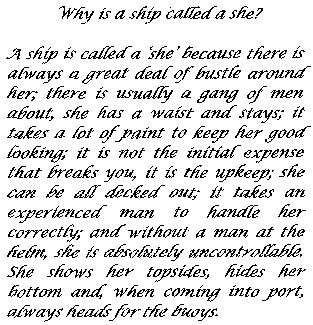 Why is a ship called a she?
A ship is called a 'she' because there is
always a great deal of bustle around
her; there is usually a gang of men
about, she has a waist and stays; it
takes a lot of paint to keep her good
looking; it is not the initial expense
that breaks you, it is the upkeep; she
can be all decked out; it takes an
experienced man to handle her
correctly; and without a man at the
helm, she is absolutely uncontrollable.
She shows her topsides, hides her
bottom and, when coming into port,
always heads for the buoys.